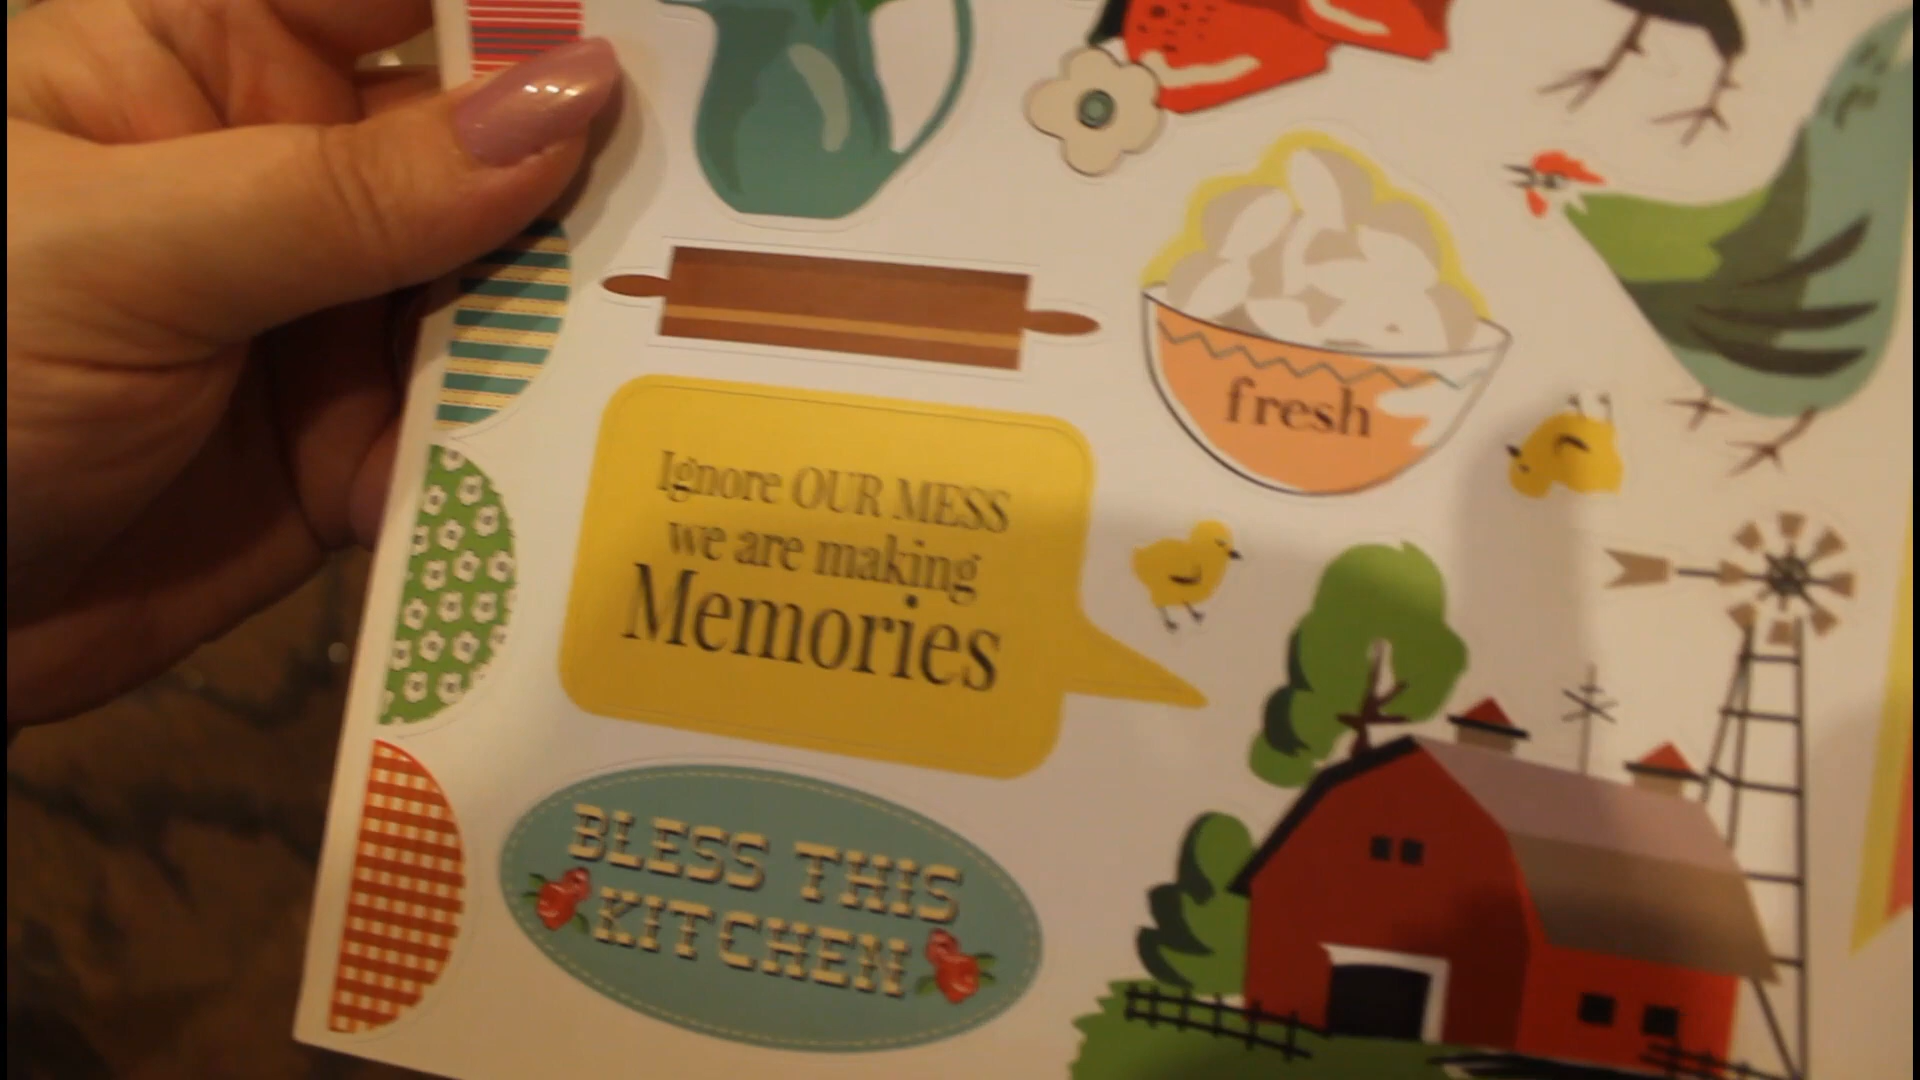 fresh
Ignore OUR MESS
we are making
Memories
BLESS THIS
KITCHEN